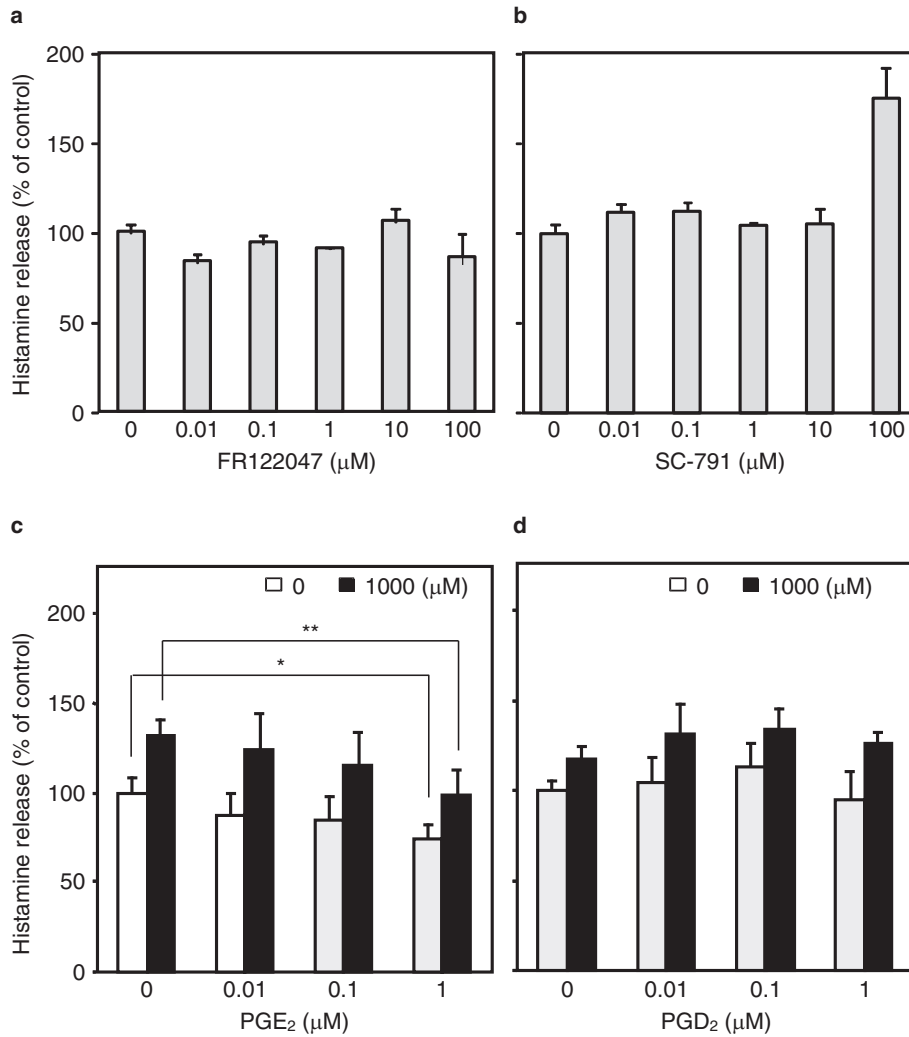 a
b
200
150
100
50
0
Histamine release (% of control)
0 0.01 0.1 1 10 100
FR122047 (μM)
0 0.01 0.1 1 10 100
SC-791 (μM)
c
d
0 1000 (μM)
0 1000 (μM)
200
150
100
50
0
Histamine release (% of control)
**
*
0 0.01 0.1 1
PGE₂ (μM)
0 0.01 0.1 1
PGD₂ (μM)